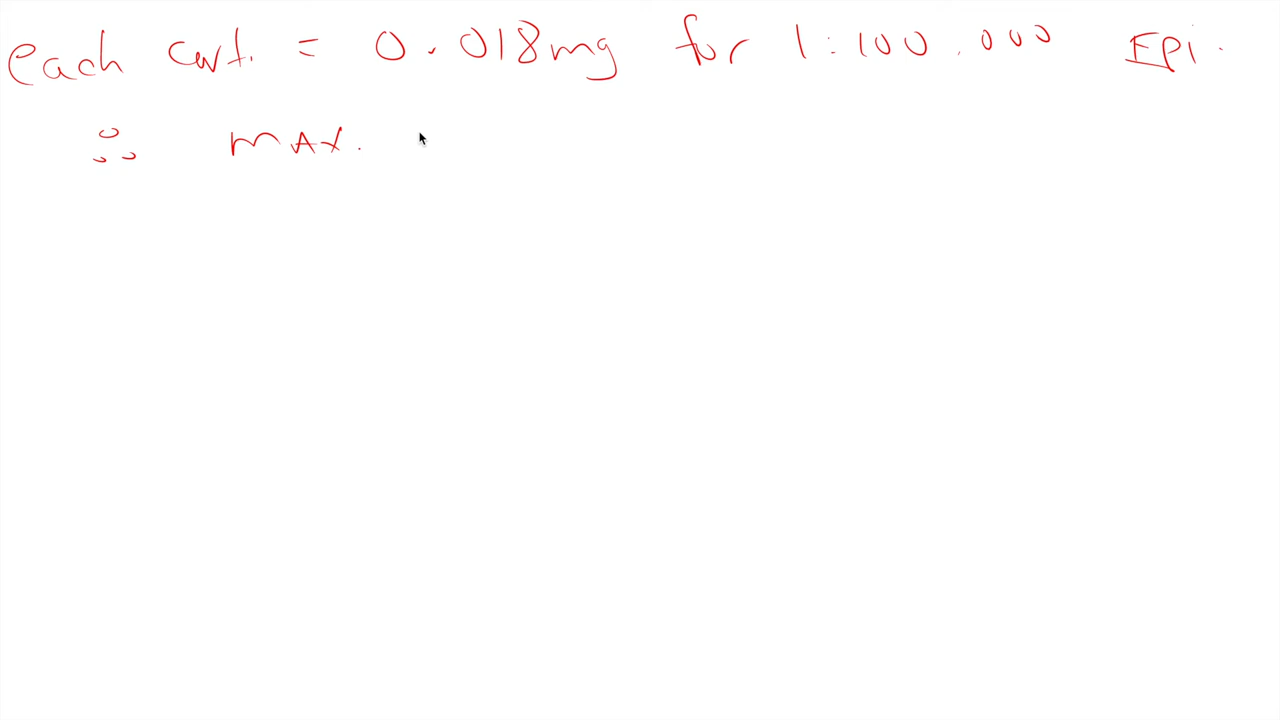 each cart. = 0.018mg for 1:100.000 Epi.
∴ MAX.